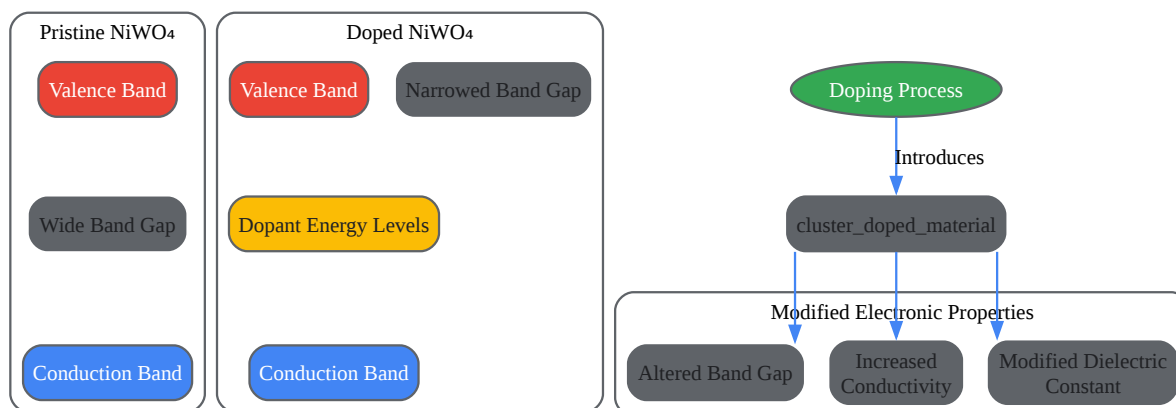 Pristine NiWO₄
Valence Band
Wide Band Gap
Conduction Band
Doped NiWO₄
Valence Band
Narrowed Band Gap
Dopant Energy Levels
Conduction Band
Doping Process
Introduces
cluster_doped_material
Modified Electronic Properties
Altered Band Gap
Increased
Conductivity
Modified Dielectric
Constant